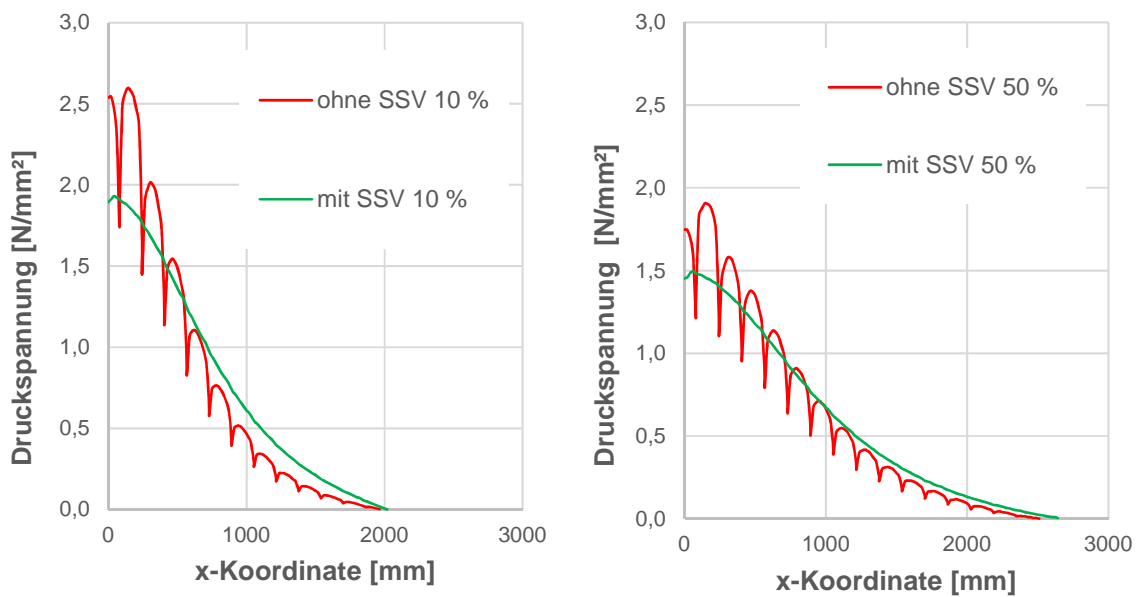 3,0
2,5
2,0
1,5
1,0
0,5
0,0
Druckspannung [N/mm²]
ohne SSV 10 %
mit SSV 10 %
0
1000
2000
3000
x-Koordinate [mm]
3,0
2,5
2,0
1,5
1,0
0,5
0,0
Druckspannung [N/mm²]
ohne SSV 50 %
mit SSV 50 %
0
1000
2000
3000
x-Koordinate [mm]